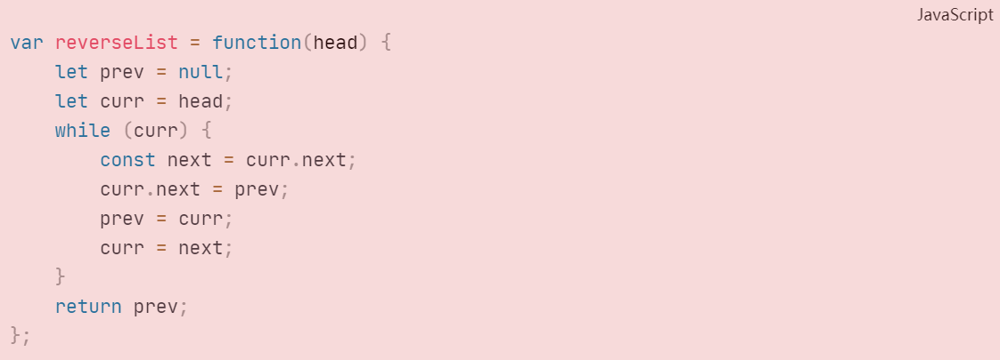 JavaScript
var reverseList = function(head) {
    let prev = null;
    let curr = head;
    while (curr) {
        const next = curr.next;
        curr.next = prev;
        prev = curr;
        curr = next;
    }
    return prev;
};